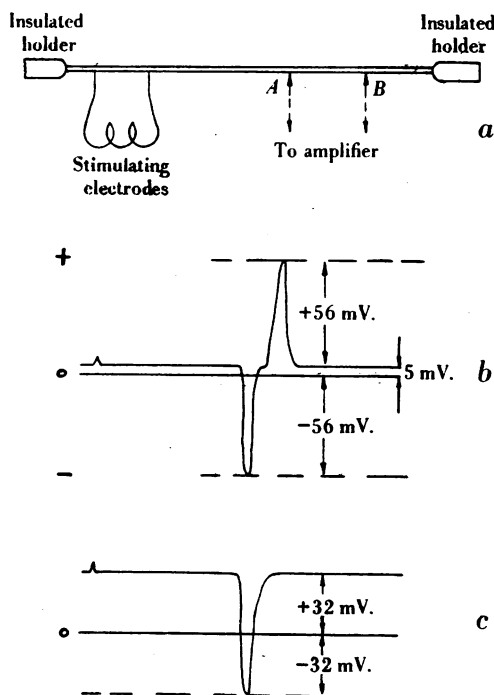 Insulated
holder
Insulated
holder
A
B
a
To amplifier
Stimulating
electrodes
+
+56 mV.
o
5 mV.
b
−56 mV.
−
+32 mV.
o
c
−32 mV.